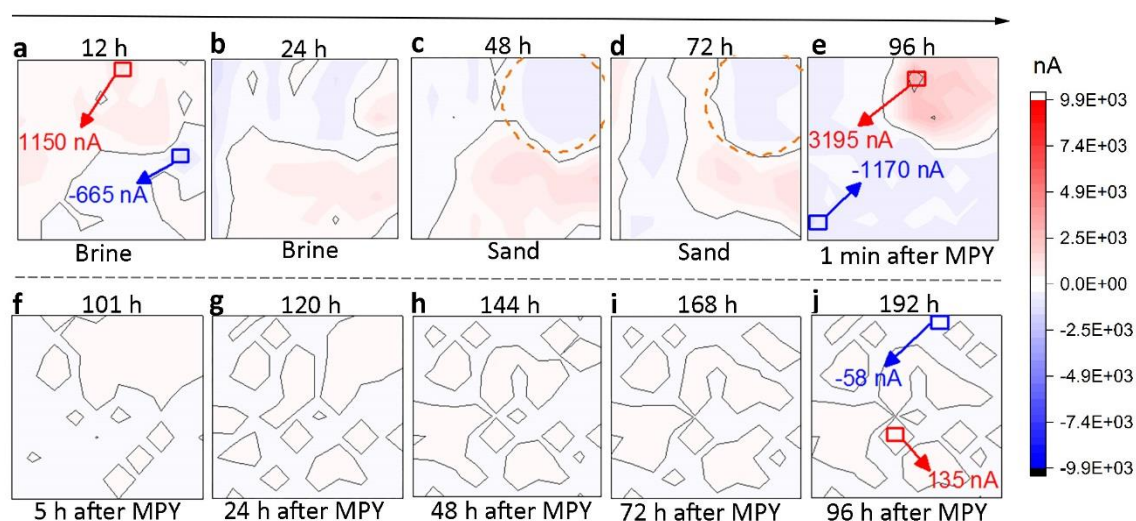 a 12 h
b 24 h
c 48 h
d 72 h
e 96 h
nA
1150 nA
-665 nA
3195 nA
-1170 nA
Brine
Brine
Sand
Sand
1 min after MPY
9.9E+03
7.4E+03
4.9E+03
2.5E+03
0.00E+00
-2.5E+03
-4.9E+03
-7.4E+03
-9.9E+03
f 101 h
g 120 h
h 144 h
i 168 h
j 192 h
-58 nA
135 nA
5 h after MPY
24 h after MPY
48 h after MPY
72 h after MPY
96 h after MPY